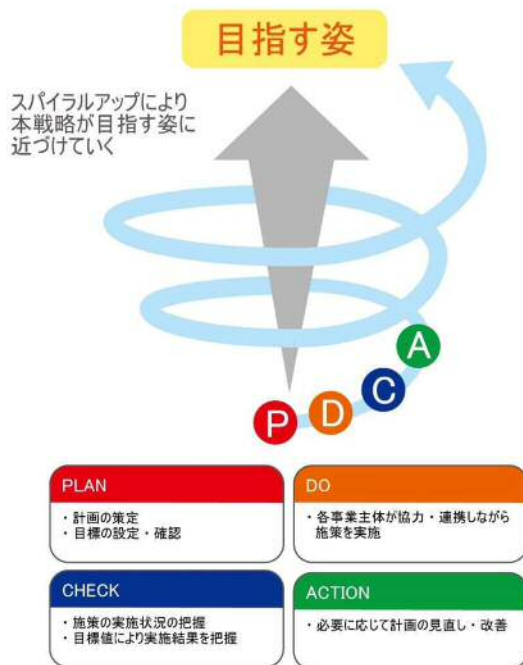 目指す姿
スパイラルアップにより
本戦略が目指す姿に
近づけていく
A
C
D
P
PLAN
・計画の策定
・目標の設定・確認
DO
・各事業主体が協力・連携しながら
施策を実施
CHECK
・施策の実施状況の把握
・目標値により実施結果を把握
ACTION
・必要に応じて計画の見直し・改善